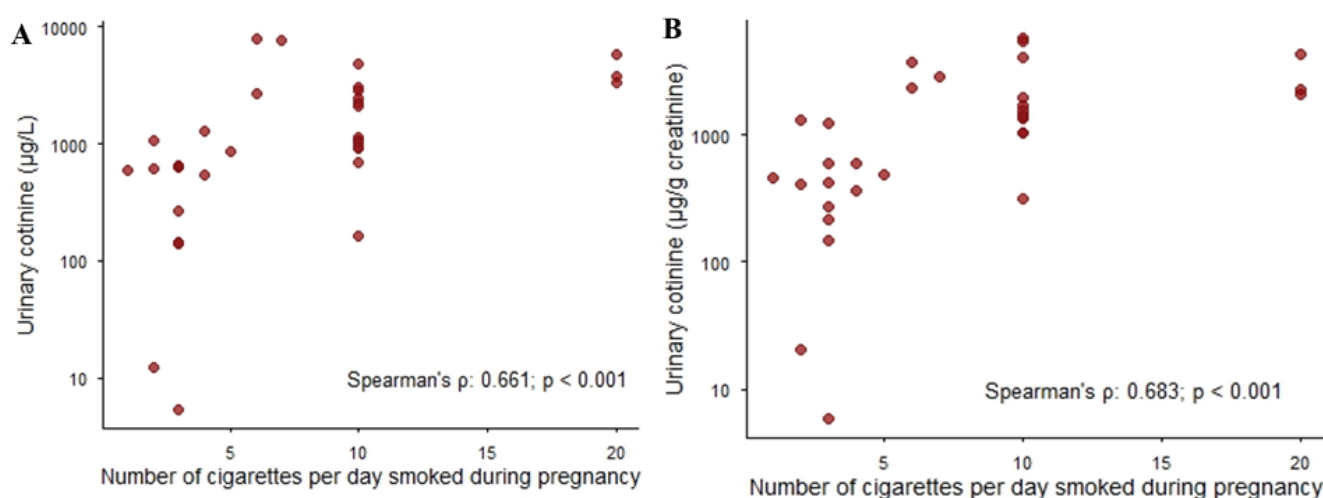 A
Urinary cotinine (µg/L)
10000
1000
100
10
Spearman's ρ: 0.661; p < 0.001
5
10
15
20
Number of cigarettes per day smoked during pregnancy
B
Urinary cotinine (µg/g creatinine)
1000
100
10
Spearman's ρ: 0.683; p < 0.001
5
10
15
20
Number of cigarettes per day smoked during pregnancy